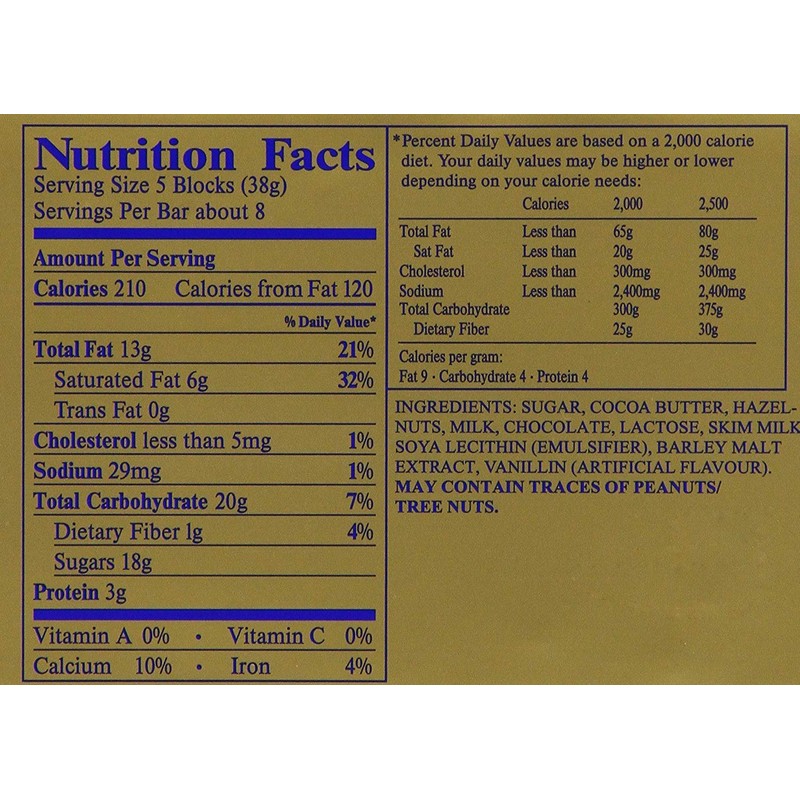 Nutrition Facts
Serving Size 5 Blocks (38g)
Servings Per Bar about 8
Amount Per Serving
Calories 210 Calories from Fat 120
% Daily Value*
Total Fat 13g 21%
Saturated Fat 6g 32%
Trans Fat 0g
Cholesterol less than 5mg 1%
Sodium 29mg 1%
Total Carbohydrate 20g 7%
Dietary Fiber 1g 4%
Sugars 18g
Protein 3g
Vitamin A 0% • Vitamin C 0%
Calcium 10% • Iron 4%
*Percent Daily Values are based on a 2,000 calorie
diet. Your daily values may be higher or lower
depending on your calorie needs:
Calories 2,000 2,500
Total Fat Less than 65g 80g
Sat Fat Less than 20g 25g
Cholesterol Less than 300mg 300mg
Sodium Less than 2,400mg 2,400mg
Total Carbohydrate 300g 375g
Dietary Fiber 25g 30g
Calories per gram:
Fat 9 · Carbohydrate 4 · Protein 4
INGREDIENTS: SUGAR, COCOA BUTTER, HAZEL-
NUTS, MILK, CHOCOLATE, LACTOSE, SKIM MILK
SOYA LECITHIN (EMULSIFIER), BARLEY MALT
EXTRACT, VANILLIN (ARTIFICIAL FLAVOUR).
MAY CONTAIN TRACES OF PEANUTS/
TREE NUTS.